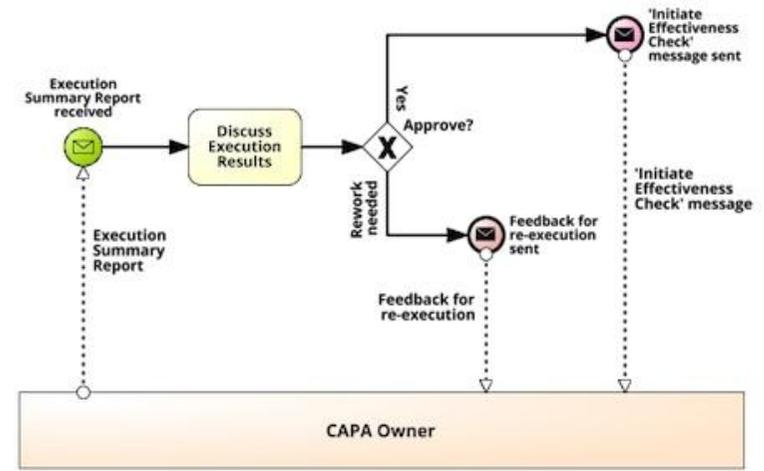 'Initiate
Effectiveness
Check'
message sent
Execution
Summary Report
received
Discuss
Execution
Results
Yes
Approve?
X
'Initiate
Effectiveness
Check' message
Rework
needed
Feedback for
re-execution
sent
Execution
Summary
Report
Feedback for
re-execution
CAPA Owner